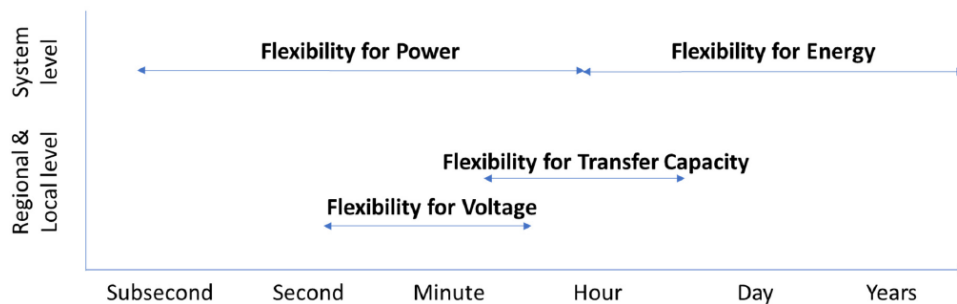 System
level
Flexibility for Power
Flexibility for Energy
Regional &
Local level
Flexibility for Transfer Capacity
Flexibility for Voltage
Subsecond
Second
Minute
Hour
Day
Years